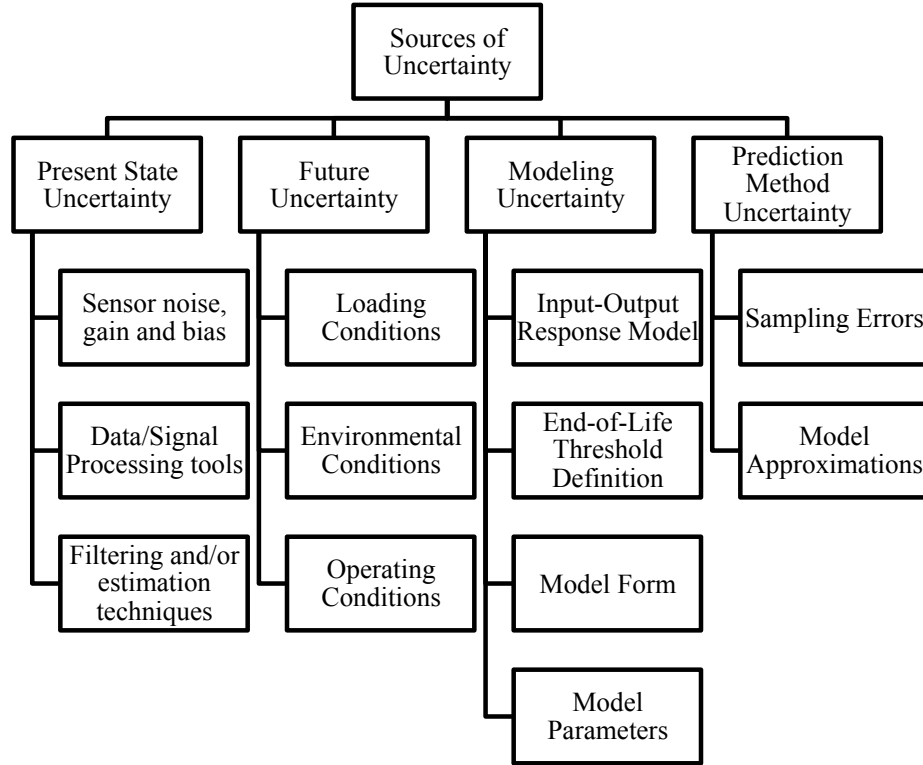 Sources of
Uncertainty
Present State
Uncertainty
Future
Uncertainty
Modeling
Uncertainty
Prediction
Method
Uncertainty
Sensor noise,
gain and bias
Data/Signal
Processing tools
Filtering and/or
estimation
techniques
Loading
Conditions
Environmental
Conditions
Operating
Conditions
Input-Output
Response Model
End-of-Life
Threshold
Definition
Model Form
Model
Parameters
Sampling Errors
Model
Approximations